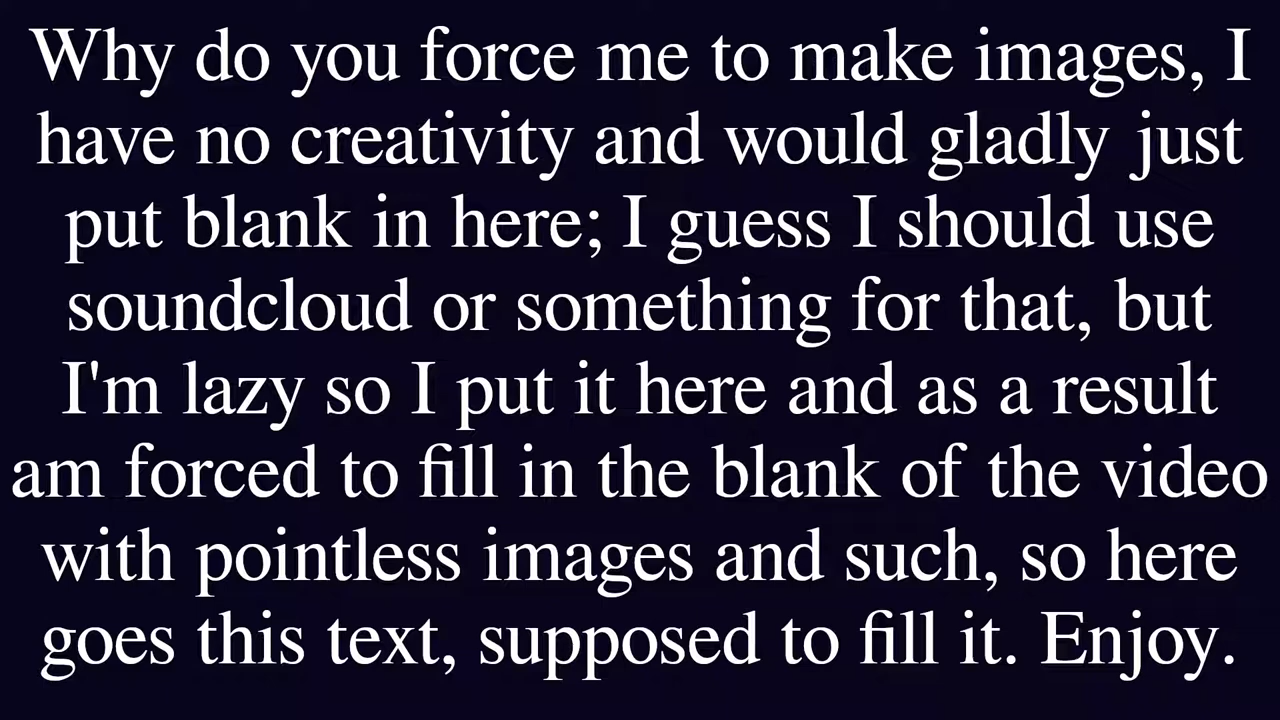 Why do you force me to make images, I
have no creativity and would gladly just
put blank in here; I guess I should use
soundcloud or something for that, but
I'm lazy so I put it here and as a result
am forced to fill in the blank of the video
with pointless images and such, so here
goes this text, supposed to fill it. Enjoy.